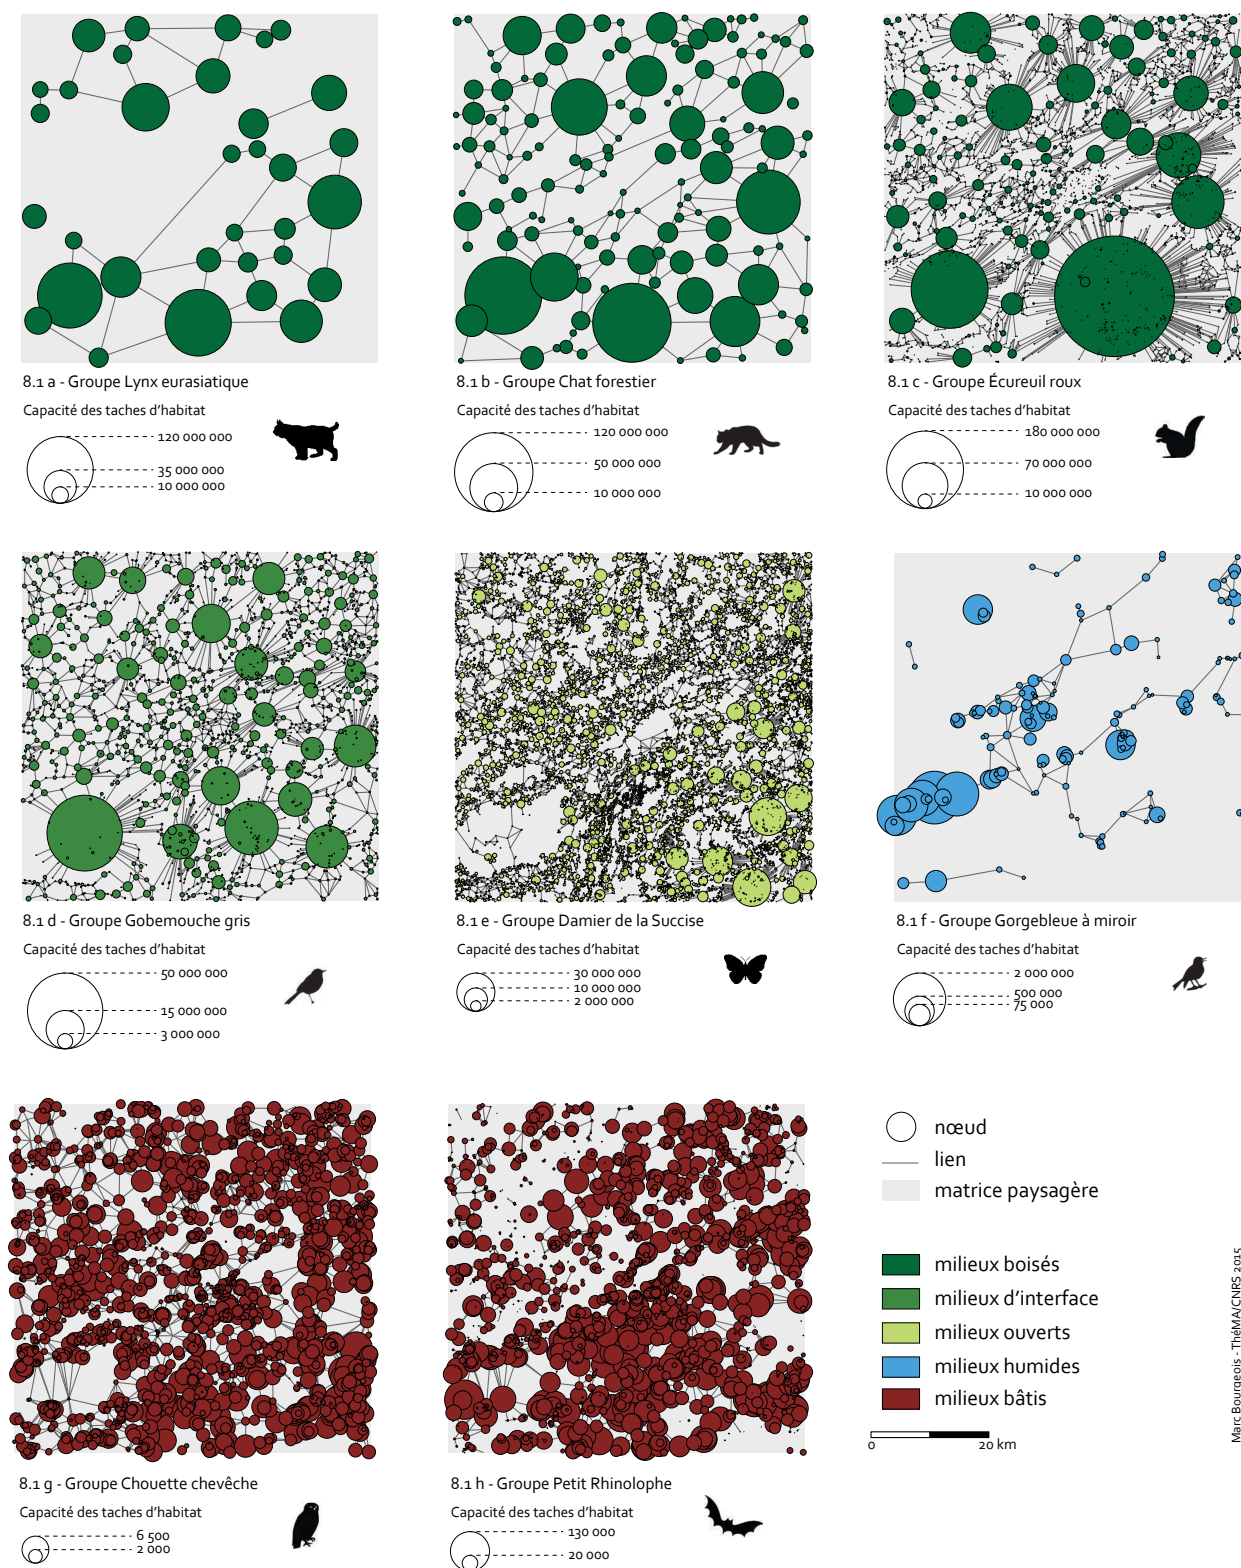 8.1 a - Groupe Lynx eurasiatique
Capacité des taches d'habitat
120 000 000
35 000 000
10 000 000
8.1 b - Groupe Chat forestier
Capacité des taches d'habitat
120 000 000
50 000 000
10 000 000
8.1 c - Groupe Écureuil roux
Capacité des taches d'habitat
180 000 000
70 000 000
10 000 000
8.1 d - Groupe Gobemouche gris
Capacité des taches d'habitat
50 000 000
15 000 000
3 000 000
8.1 e - Groupe Damier de la Succise
Capacité des taches d'habitat
30 000 000
10 000 000
2 000 000
8.1 f - Groupe Gorgebleue à miroir
Capacité des taches d'habitat
2 000 000
500 000
75 000
8.1 g - Groupe Chouette chevêche
Capacité des taches d'habitat
6 500
2 000
8.1 h - Groupe Petit Rhinolophe
Capacité des taches d'habitat
130 000
20 000
nœud
lien
matrice paysagère
milieux boisés
milieux d'interface
milieux ouverts
milieux humides
milieux bâtis
0 20 km
Marc Bourgeois - ThéMA/CNRS 2015